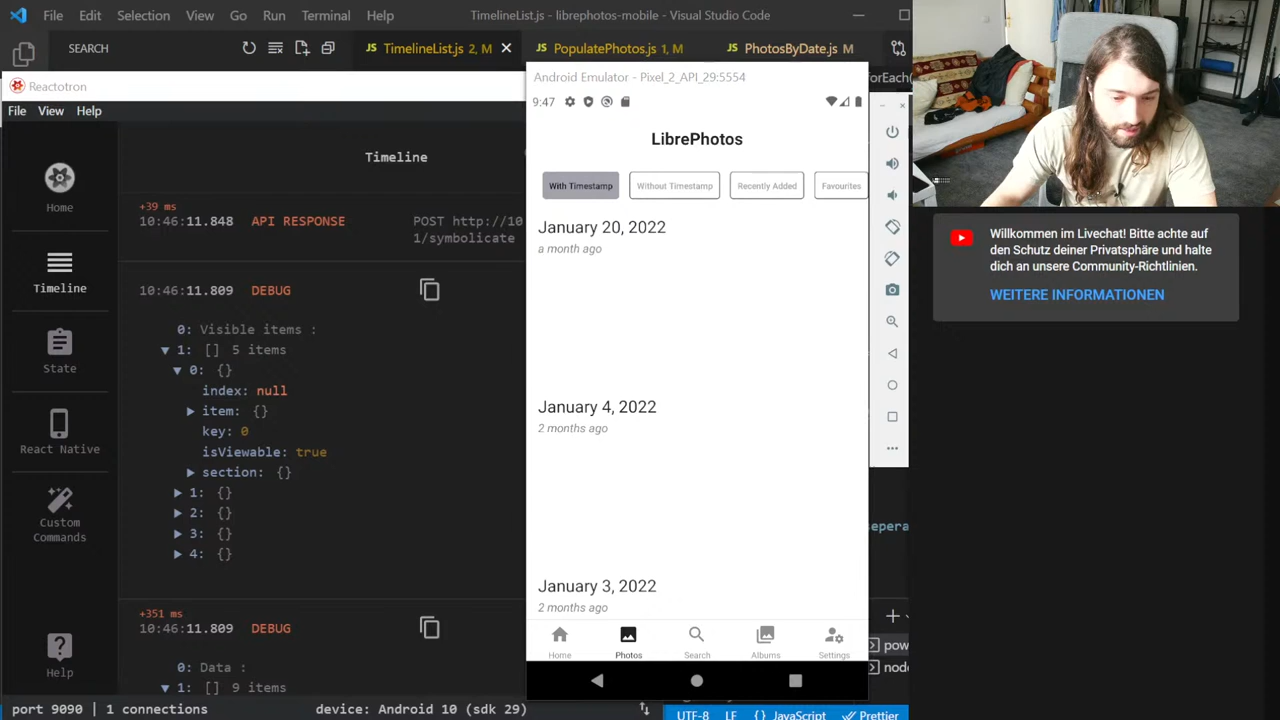 File Edit Selection View Go Run Terminal Help TimelineList.js - librephotos-mobile - Visual Studio Code
SEARCH
JS TimelineList.js 2, M
JS PopulatePhotos.js 1, M
JS PhotosByDate.js M
Reactotron
File View Help
Home
Timeline
State
React Native
Custom
Commands
Help
Timeline
+39 ms
10:46:11.848 API RESPONSE POST http://10
1/symbolicate
10:46:11.809 DEBUG
0: Visible items :
▼ 1: [] 5 items
▼ 0: {}
index: null
▶ item: {}
key: 0
isViewable: true
▶ section: {}
▶ 1: {}
▶ 2: {}
▶ 3: {}
▶ 4: {}
+351 ms
10:46:11.809 DEBUG
0: Data :
▼ 1: [] 9 items
port 9090 | 1 connections device: Android 10 (sdk 29)
Android Emulator - Pixel_2_API_29:5554
9:47
LibrePhotos
With Timestamp
Without Timestamp
Recently Added
Favourites
January 20, 2022
a month ago
January 4, 2022
2 months ago
January 3, 2022
2 months ago
Home
Photos
Search
Albums
Settings
forEach(
sepera
pow
node
UTF-8 LF {} JavaScript Prettier
Willkommen im Livechat! Bitte achte auf
den Schutz deiner Privatsphäre und halte
dich an unsere Community-Richtlinien.
WEITERE INFORMATIONEN